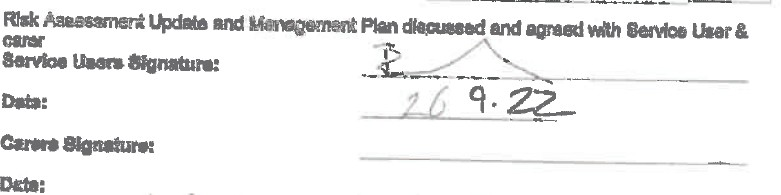 Risk Assessment Update and Management Plan discussed and agreed with Service User &
carer
Service Users Signature:
Date: 26 9.22
Carers Signature:
Date: